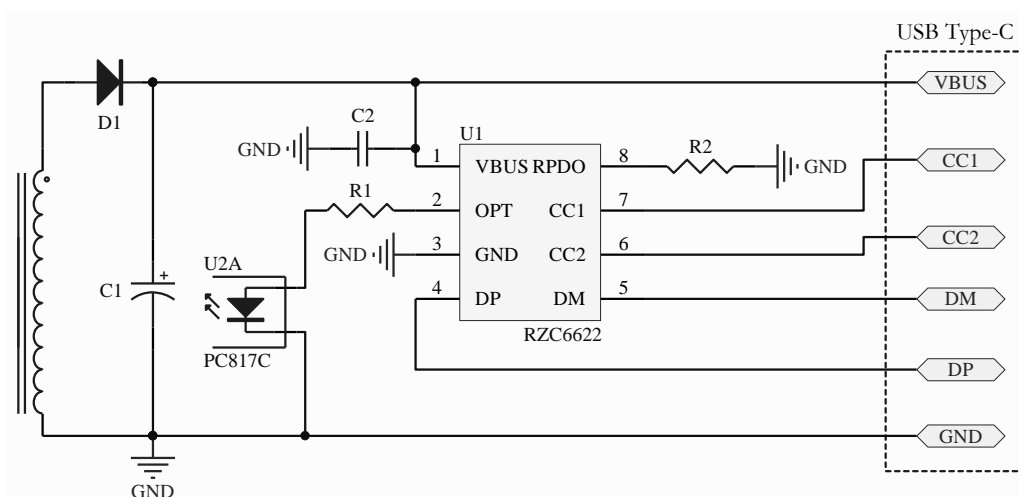 USB Type-C
VBUS
D1
C2
U1
GND
1
VBUS
RPDO
8
R2
GND
CC1
R1
2
OPT
CC1
7
GND
3
GND
CC2
6
CC2
U2A
C1
+
4
DP
DM
5
DM
RZC6622
PC817C
DP
GND
GND